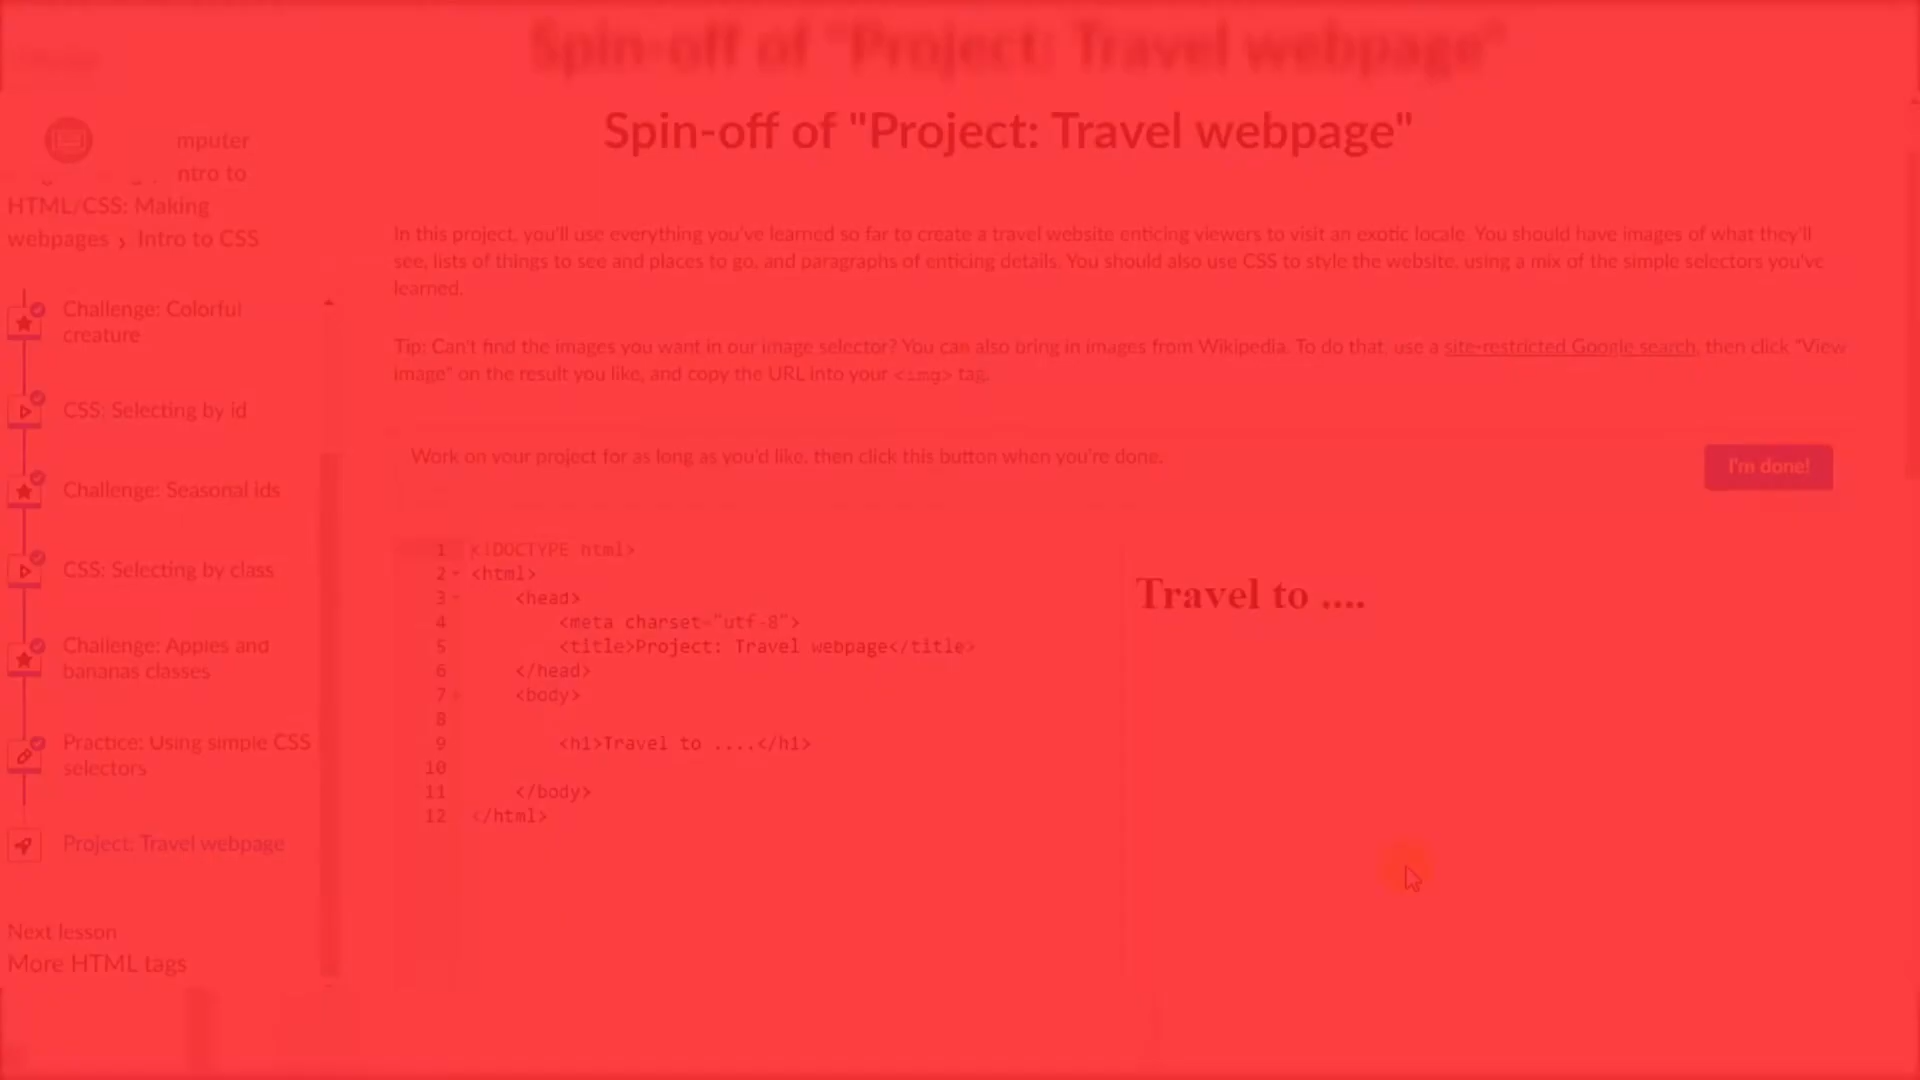 Spin-off of "Project: Travel webpage"
Spin-off of "Project: Travel webpage"
mputer
ntro to
HTML/CSS: Making
webpages › Intro to CSS
Challenge: Colorful
creature
CSS: Selecting by id
Challenge: Seasonal ids
CSS: Selecting by class
Challenge: Apples and
bananas classes
Practice: Using simple CSS
selectors
Project: Travel webpage
Next lesson
More HTML tags
In this project, you'll use everything you've learned so far to create a travel website enticing viewers to visit an exotic locale. You should have images of what they'll
see, lists of things to see and places to go, and paragraphs of enticing details. You should also use CSS to style the website, using a mix of the simple selectors you've
learned.
Tip: Can't find the images you want in our image selector? You can also bring in images from Wikipedia. To do that, use a site-restricted Google search, then click "View
image" on the result you like, and copy the URL into your <img> tag.
Work on your project for as long as you'd like, then click this button when you're done.
I'm done!
1 <!DOCTYPE html>
2 <html>
3 <head>
4 <meta charset="utf-8">
5 <title>Project: Travel webpage</title>
6 </head>
7 <body>
8
9 <h1>Travel to ....</h1>
10
11 </body>
12 </html>
Travel to ....